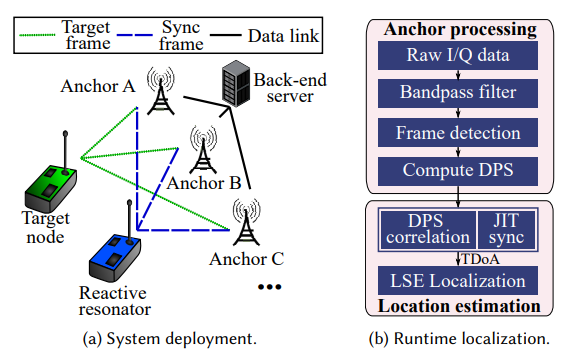 Target frame
Sync frame
Data link
Anchor A
Back-end server
Anchor B
Target node
Anchor C
Reactive resonator
...
(a) System deployment.
Anchor processing
Raw I/Q data
Bandpass filter
Frame detection
Compute DPS
DPS correlation
JIT sync
TDoA
LSE Localization
Location estimation
(b) Runtime localization.